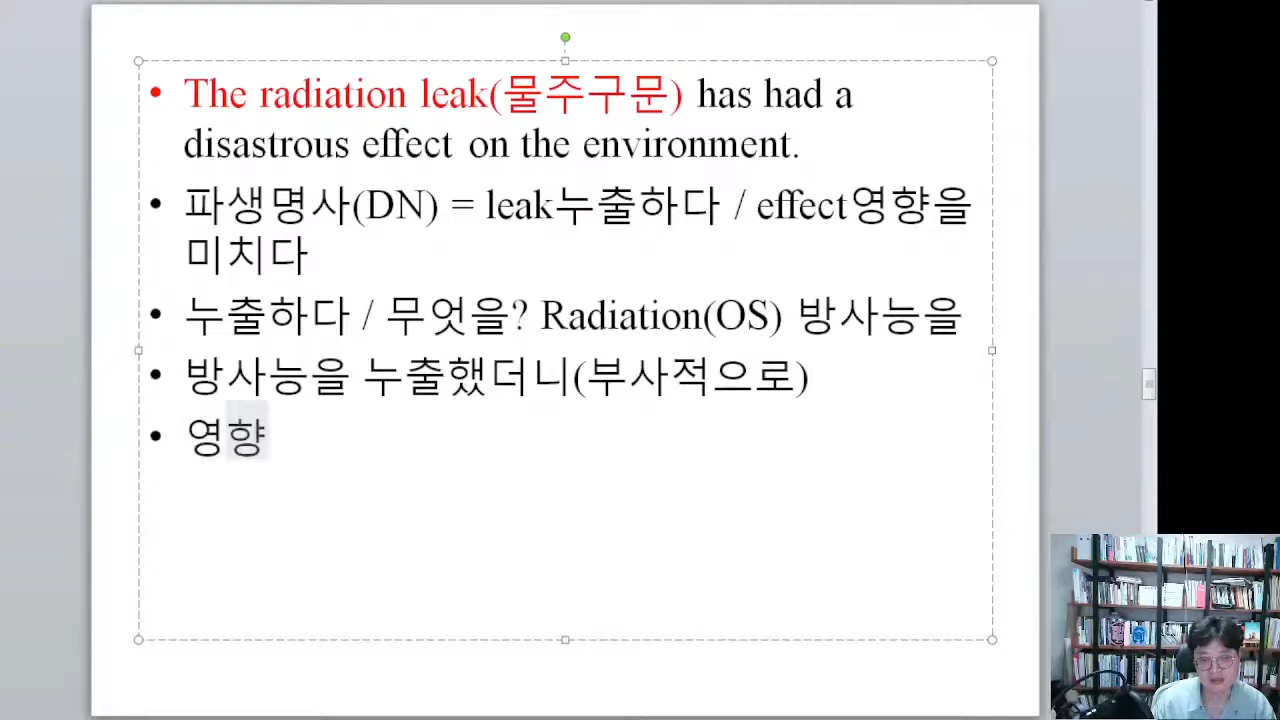 • The radiation leak(물주구문) has had a
disastrous effect on the environment.
• 파생명사(DN) = leak누출하다 / effect영향을
미치다
• 누출하다 / 무엇을? Radiation(OS) 방사능을
• 방사능을 누출했더니(부사적으로)
• 영향